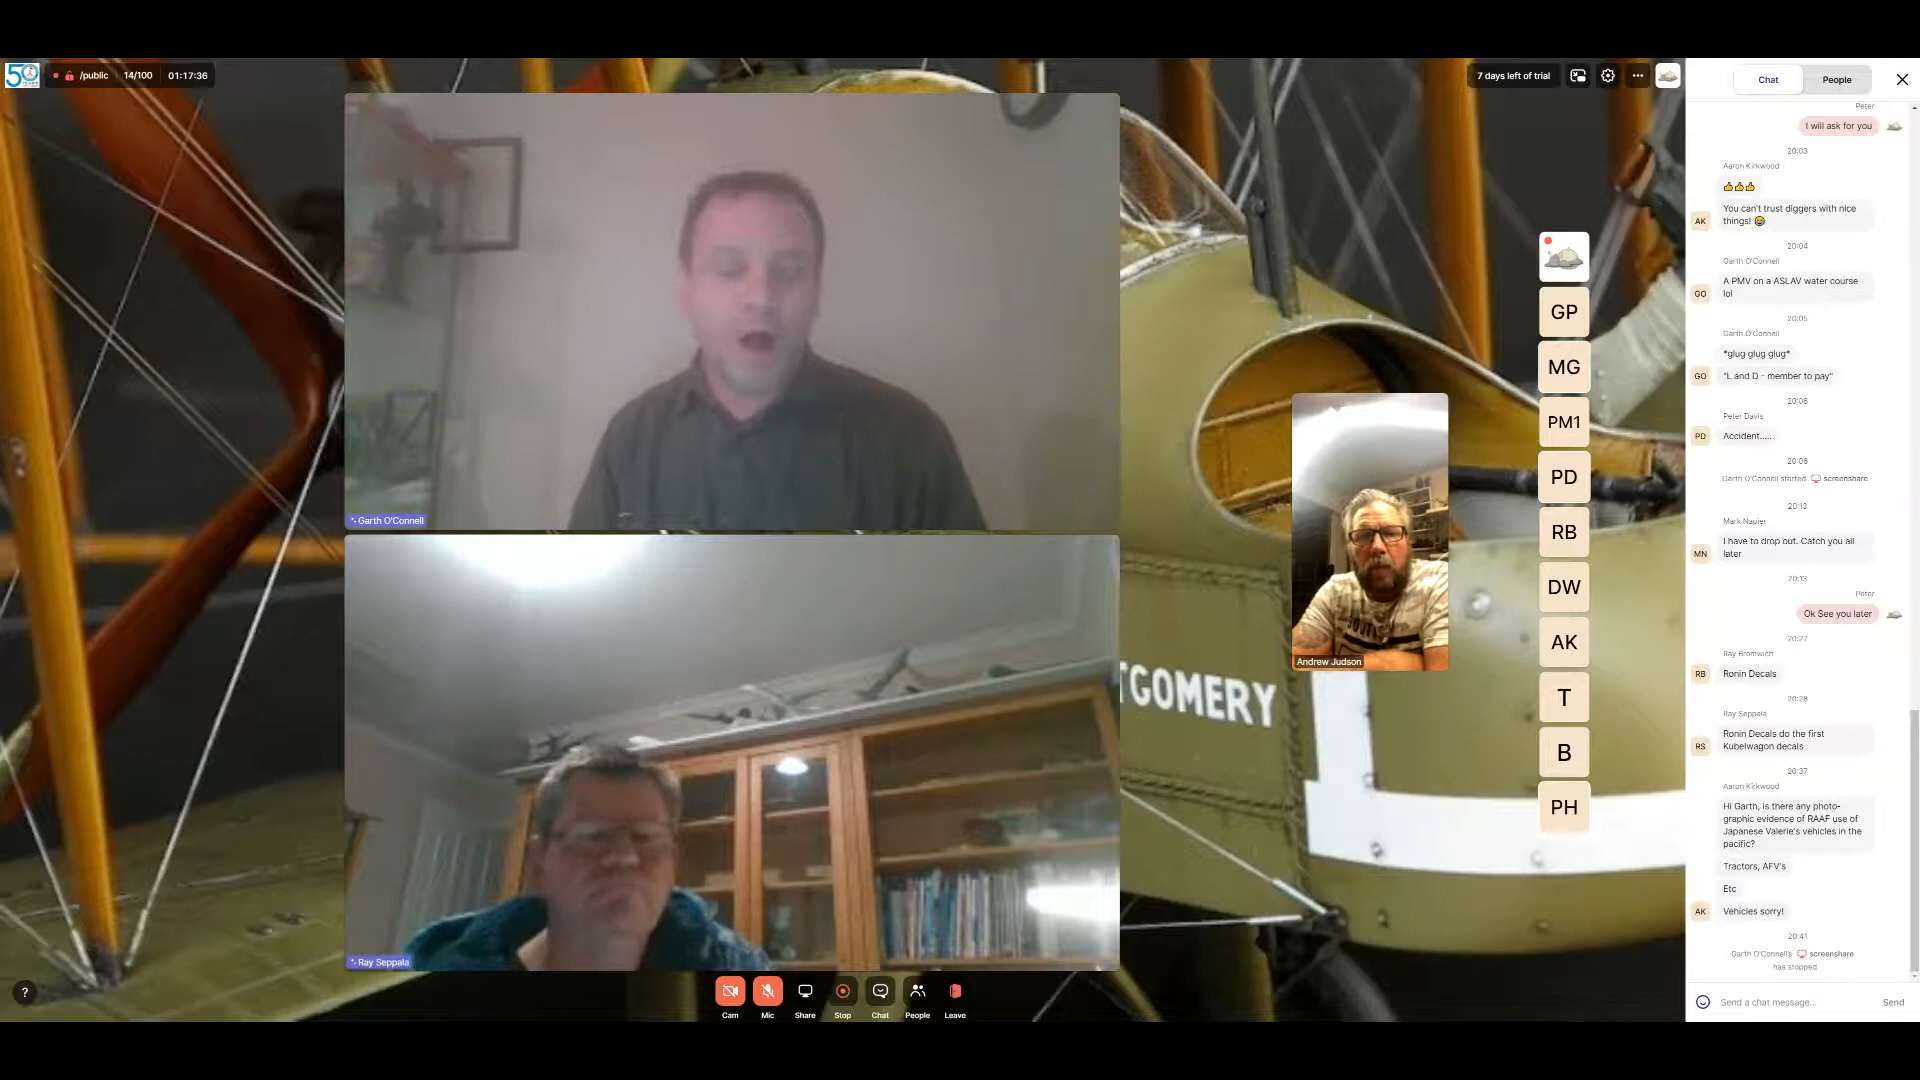 50
/public
14/100
01:17:36
7 days left of trial
Chat
People
Peter
I will ask for you
20:03
Aaron Kirkwood
You can't trust diggers with nice
things!
AK
20:04
Garth O'Connell
A PMV on a ASLAV water course
lol
GO
20:05
Garth O'Connell
*glug glug glug*
"L and D - member to pay"
GO
20:06
Peter Davis
Accident.....
PD
20:06
Garth O'Connell started screenshare
20:13
Mark Napier
I have to drop out. Catch you all
later
MN
20:13
Peter
Ok See you later
20:27
Ray Bromwich
Ronin Decals
RB
20:28
Ray Seppala
Ronin Decals do the first
Kubelwagon decals
RS
20:37
Aaron Kirkwood
Hi Garth, is there any photo-
graphic evidence of RAAF use of
Japanese Valerie's vehicles in the
pacific?
Tractors, AFV's
Etc
Vehicles sorry!
AK
20:41
Garth O'Connell's screenshare
has stopped
Send a chat message...
Send
GP
MG
PM1
PD
RB
DW
AK
T
B
PH
Garth O'Connell
Andrew Judson
Ray Seppala
TGOMERY
?
Cam
Mic
Share
Stop
Chat
People
Leave